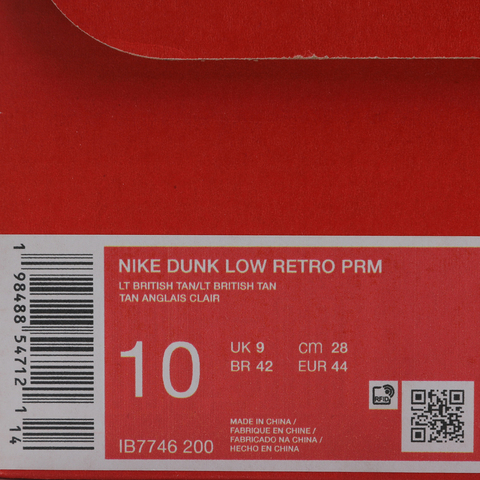 NIKE DUNK LOW RETRO PRM
LT BRITISH TAN/LT BRITISH TAN
TAN ANGLAIS CLAIR
10
UK 9 cm 28
BR 42 EUR 44
RFID
IB7746 200
MADE IN CHINA /
FABRIQUE EN CHINE /
FABRICADO NA CHINA /
HECHO EN CHINA
1 98488 54712 1 14